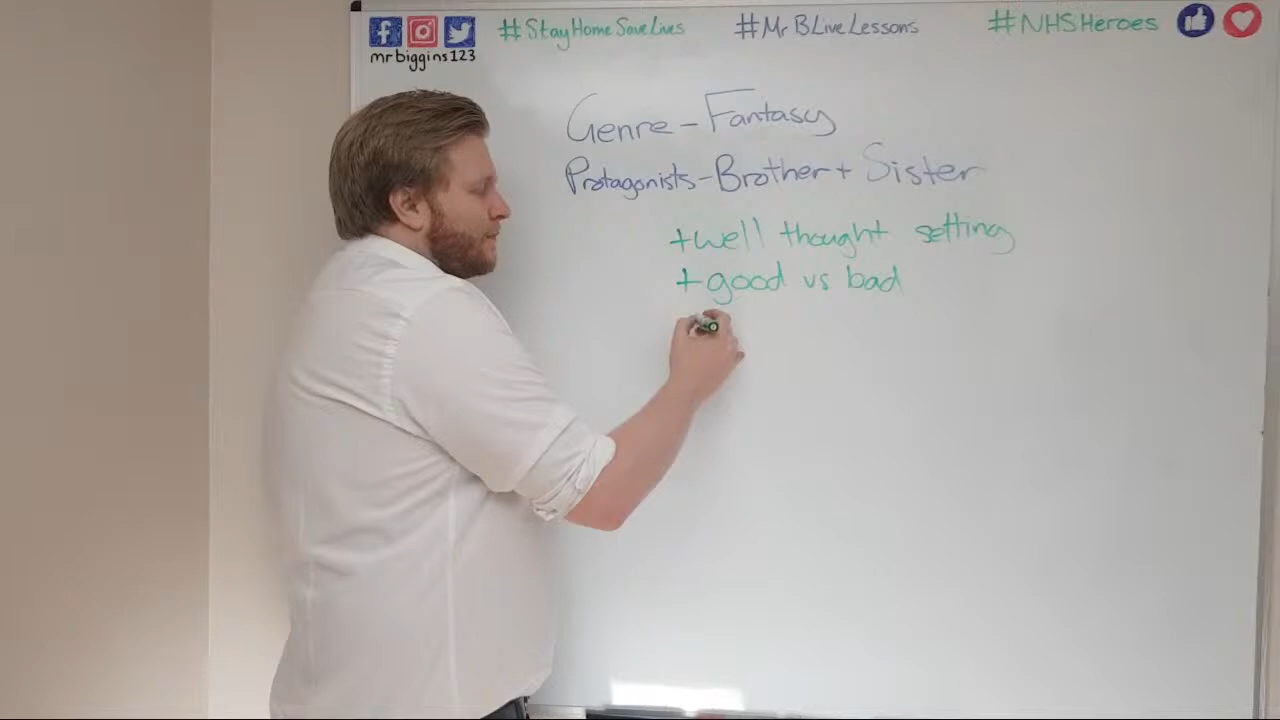 #StayHomeSaveLives #MrBLiveLessons #NHSHeroes
mrbiggins123
Genre - Fantasy
Protagonists - Brother + Sister
+ well thought setting
+ good vs bad